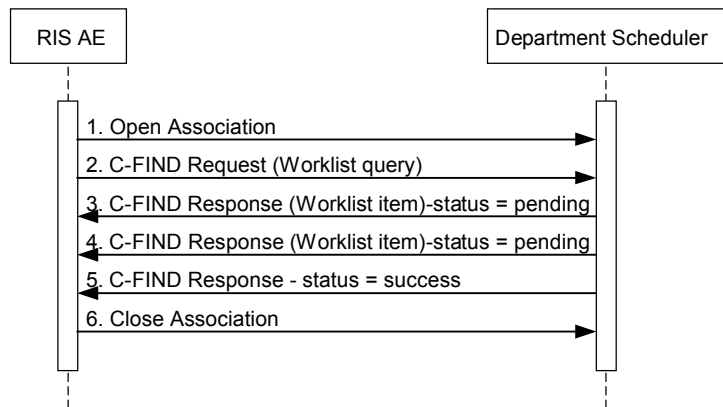 RIS AE
Department Scheduler
1. Open Association
2. C-FIND Request (Worklist query)
3. C-FIND Response (Worklist item)-status = pending
4. C-FIND Response (Worklist item)-status = pending
5. C-FIND Response - status = success
6. Close Association